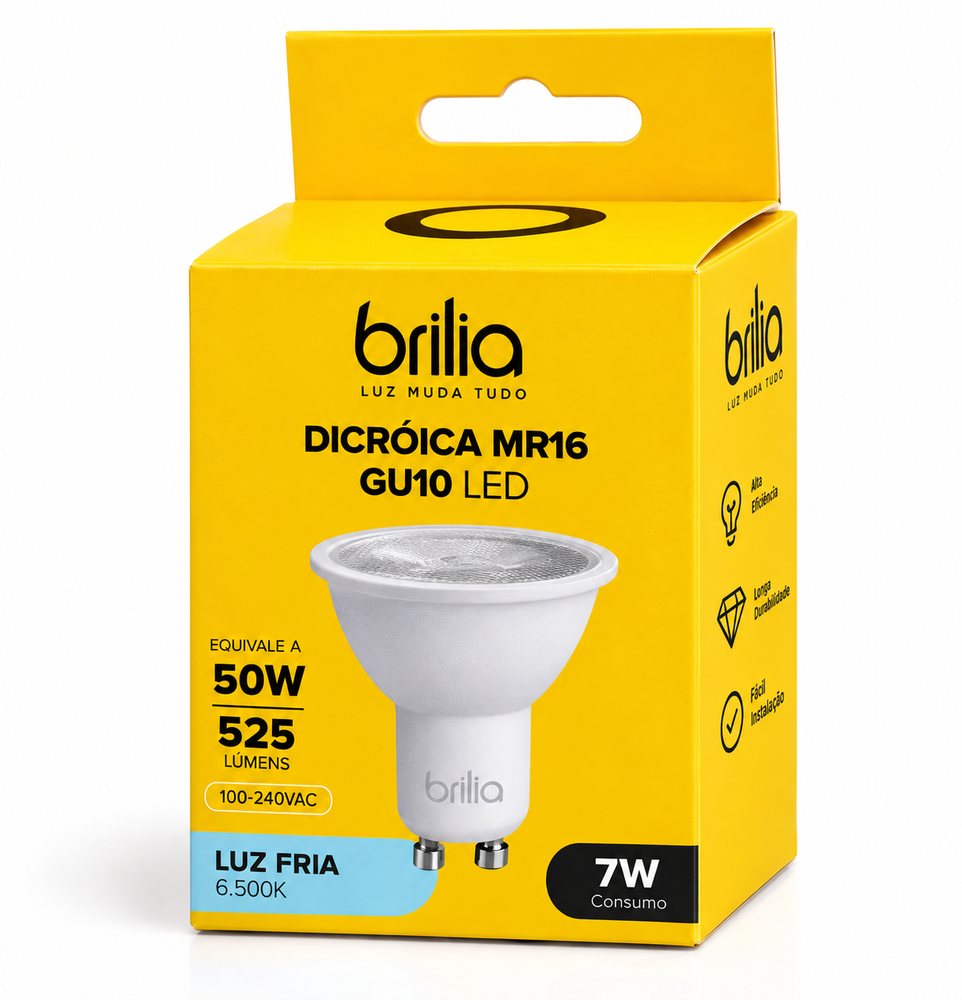 brilia
LUZ MUDA TUDO
DICRÓICA MR16
GU10 LED
EQUIVALE A
50W
525
LÚMENS
100-240VAC
LUZ FRIA
6.500K
brilia
7W
Consumo
brilia
LUZ MUDA TUDO
Alta
Eficiência
Longa
Durabilidade
Fácil
Instalação